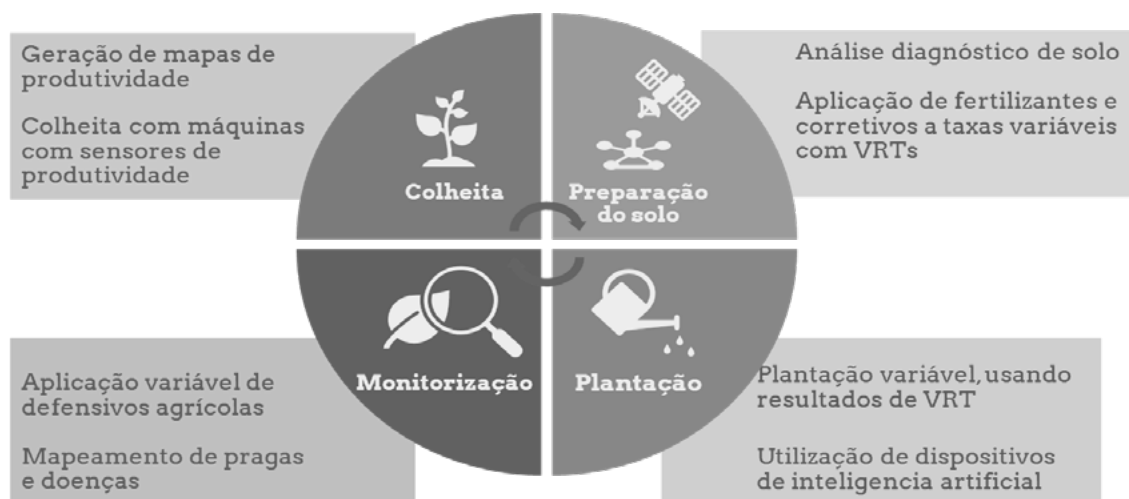 Geração de mapas de
produtividade
Colheita com máquinas
com sensores de
produtividade
Colheita
Preparação
do solo
Análise diagnóstico de solo
Aplicação de fertilizantes e
corretivos a taxas variáveis
com VRTs
Aplicação variável de
defensivos agrícolas
Mapeamento de pragas
e doenças
Monitorização
Plantação
Plantação variável, usando
resultados de VRT
Utilização de dispositivos
de inteligencia artificial